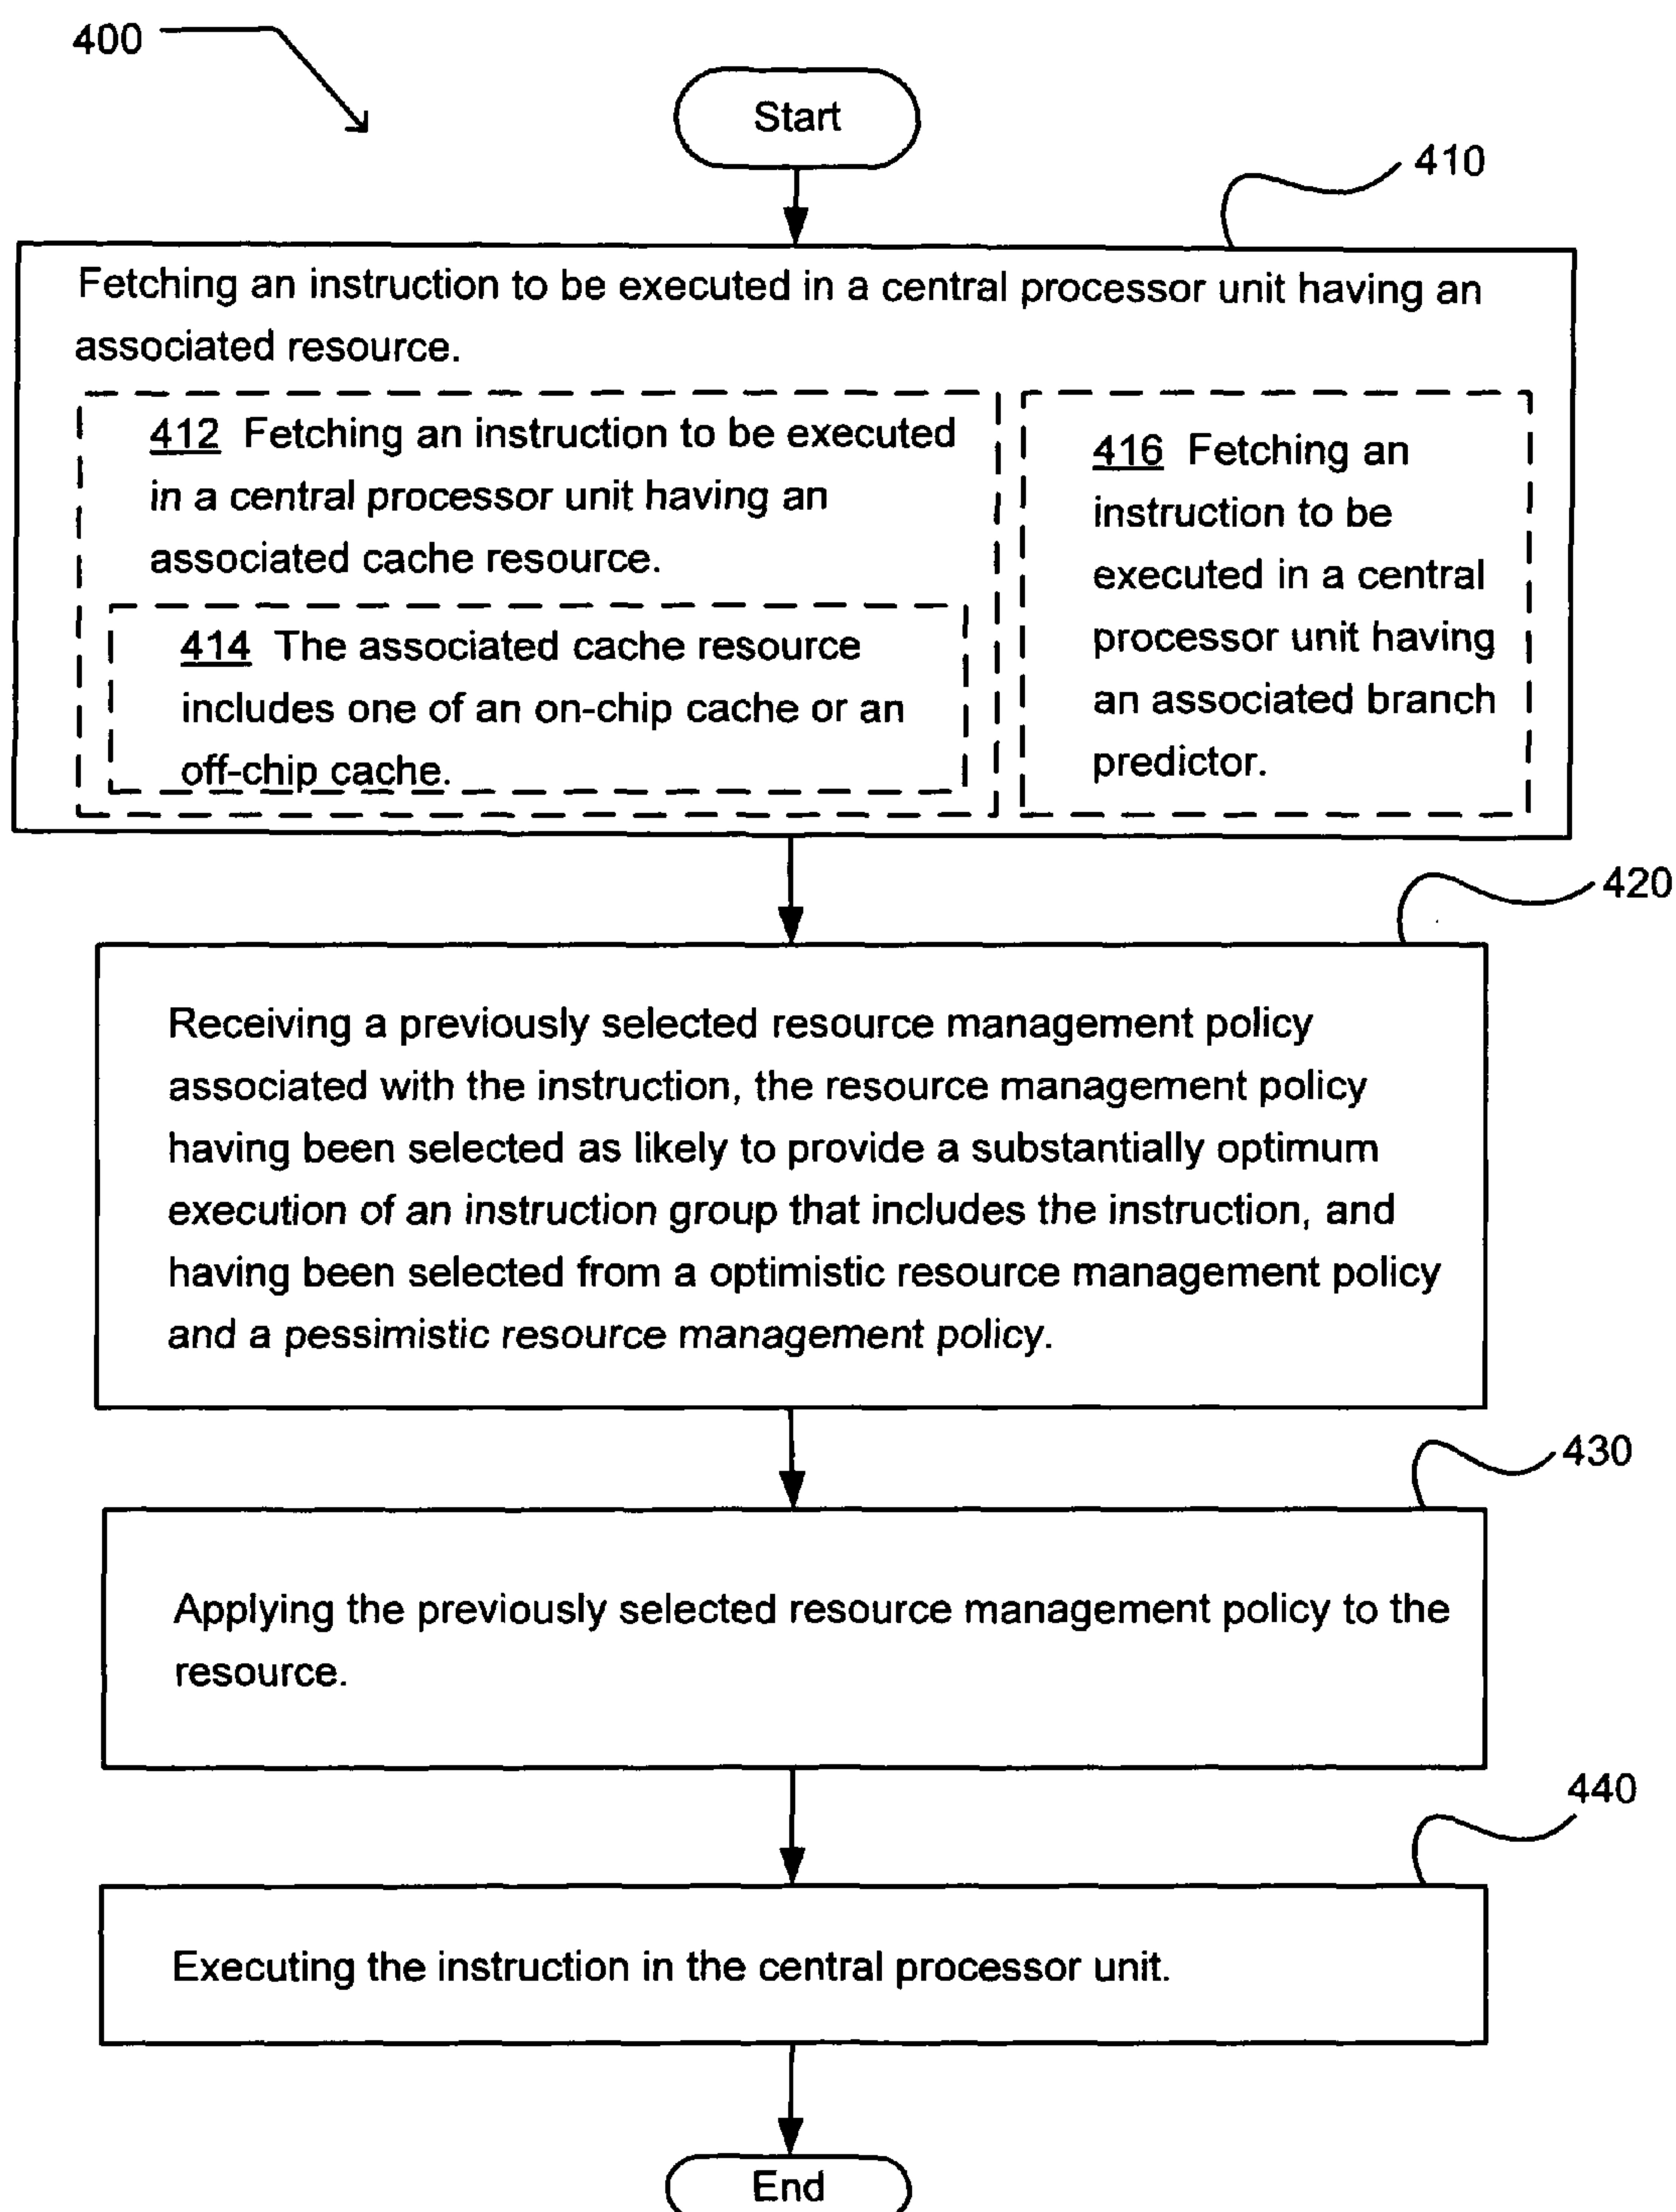 400
Start
410
Fetching an instruction to be executed in a central processor unit having an
associated resource.
412 Fetching an instruction to be executed
in a central processor unit having an
associated cache resource.
414 The associated cache resource
includes one of an on-chip cache or an
off-chip cache.
416 Fetching an
instruction to be
executed in a central
processor unit having
an associated branch
predictor.
420
Receiving a previously selected resource management policy
associated with the instruction, the resource management policy
having been selected as likely to provide a substantially optimum
execution of an instruction group that includes the instruction, and
having been selected from a optimistic resource management policy
and a pessimistic resource management policy.
430
Applying the previously selected resource management policy to the
resource.
440
Executing the instruction in the central processor unit.
End